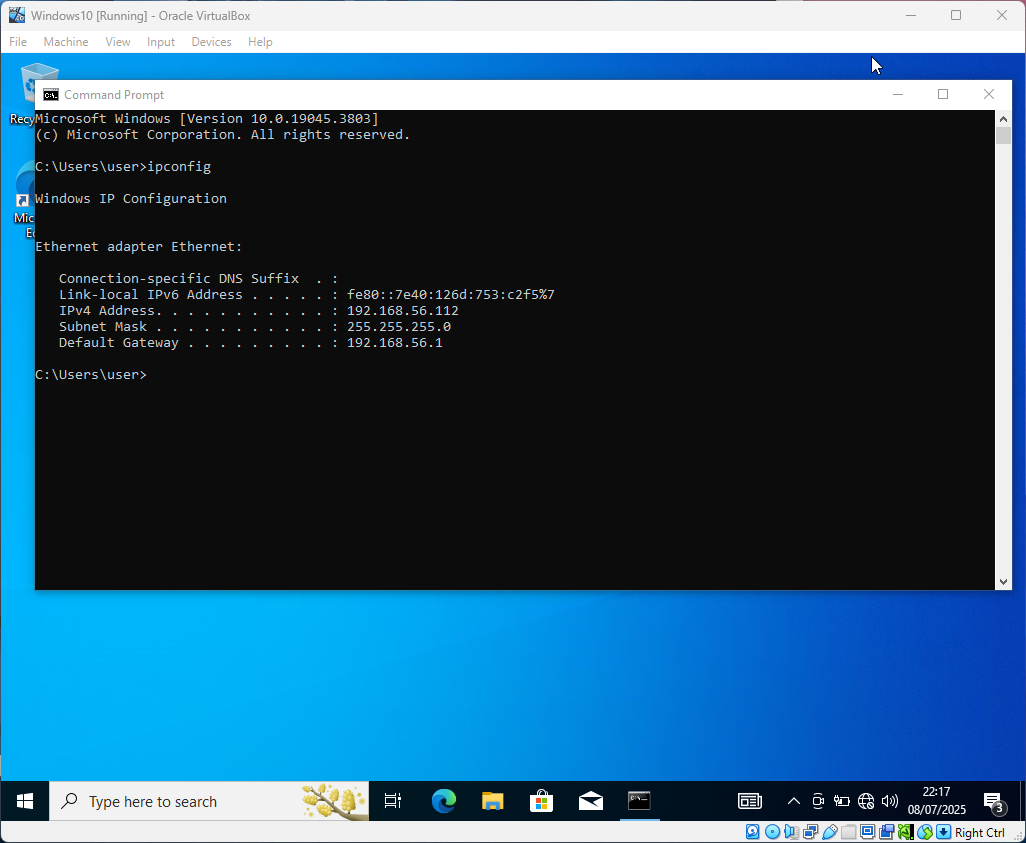 Windows10 [Running] - Oracle VirtualBox
File Machine View Input Devices Help
Command Prompt
Recy
Mic
Ec
Microsoft Windows [Version 10.0.19045.3803]
(c) Microsoft Corporation. All rights reserved.
C:\Users\user>ipconfig
Windows IP Configuration
Ethernet adapter Ethernet:
Connection-specific DNS Suffix . :
Link-local IPv6 Address . . . . . : fe80::7e40:126d:753:c2f5%7
IPv4 Address. . . . . . . . . . . : 192.168.56.112
Subnet Mask . . . . . . . . . . . : 255.255.255.0
Default Gateway . . . . . . . . . : 192.168.56.1
C:\Users\user>
Type here to search
22:17
08/07/2025
3
Right Ctrl